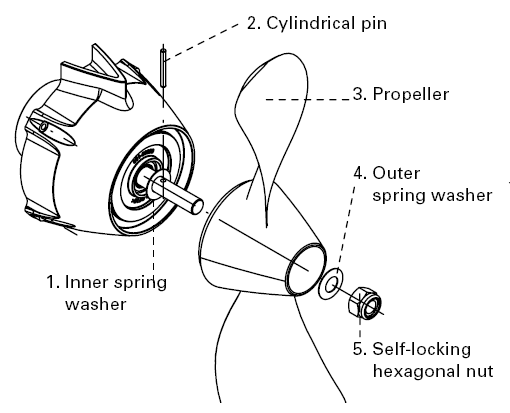 2. Cylindrical pin
3. Propeller
4. Outer
spring washer
1. Inner spring
washer
5. Self-locking
hexagonal nut